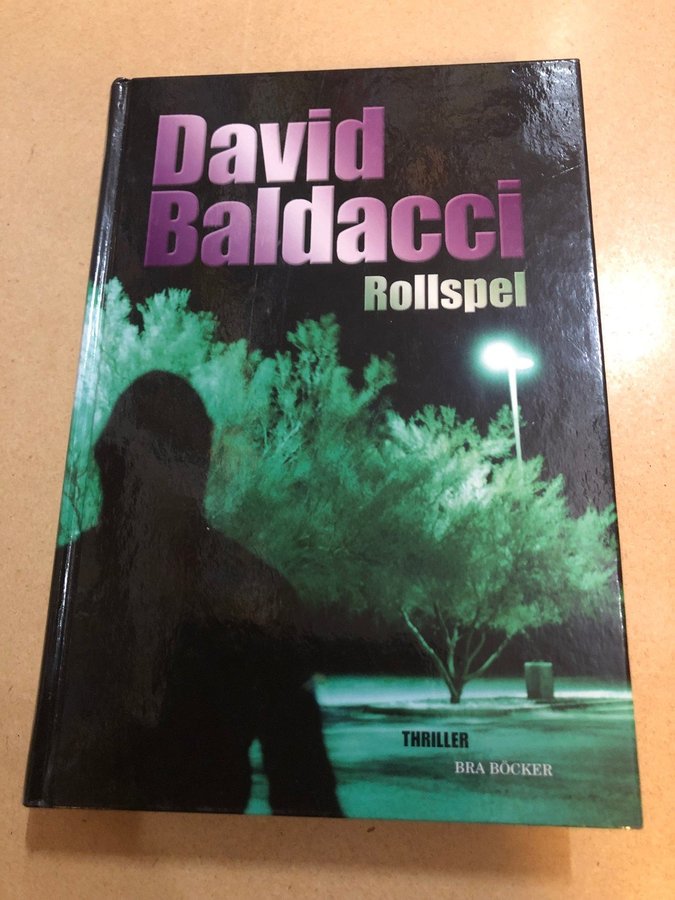 David
Baldacci
Rollspel
THRILLER
BRA BÖCKER